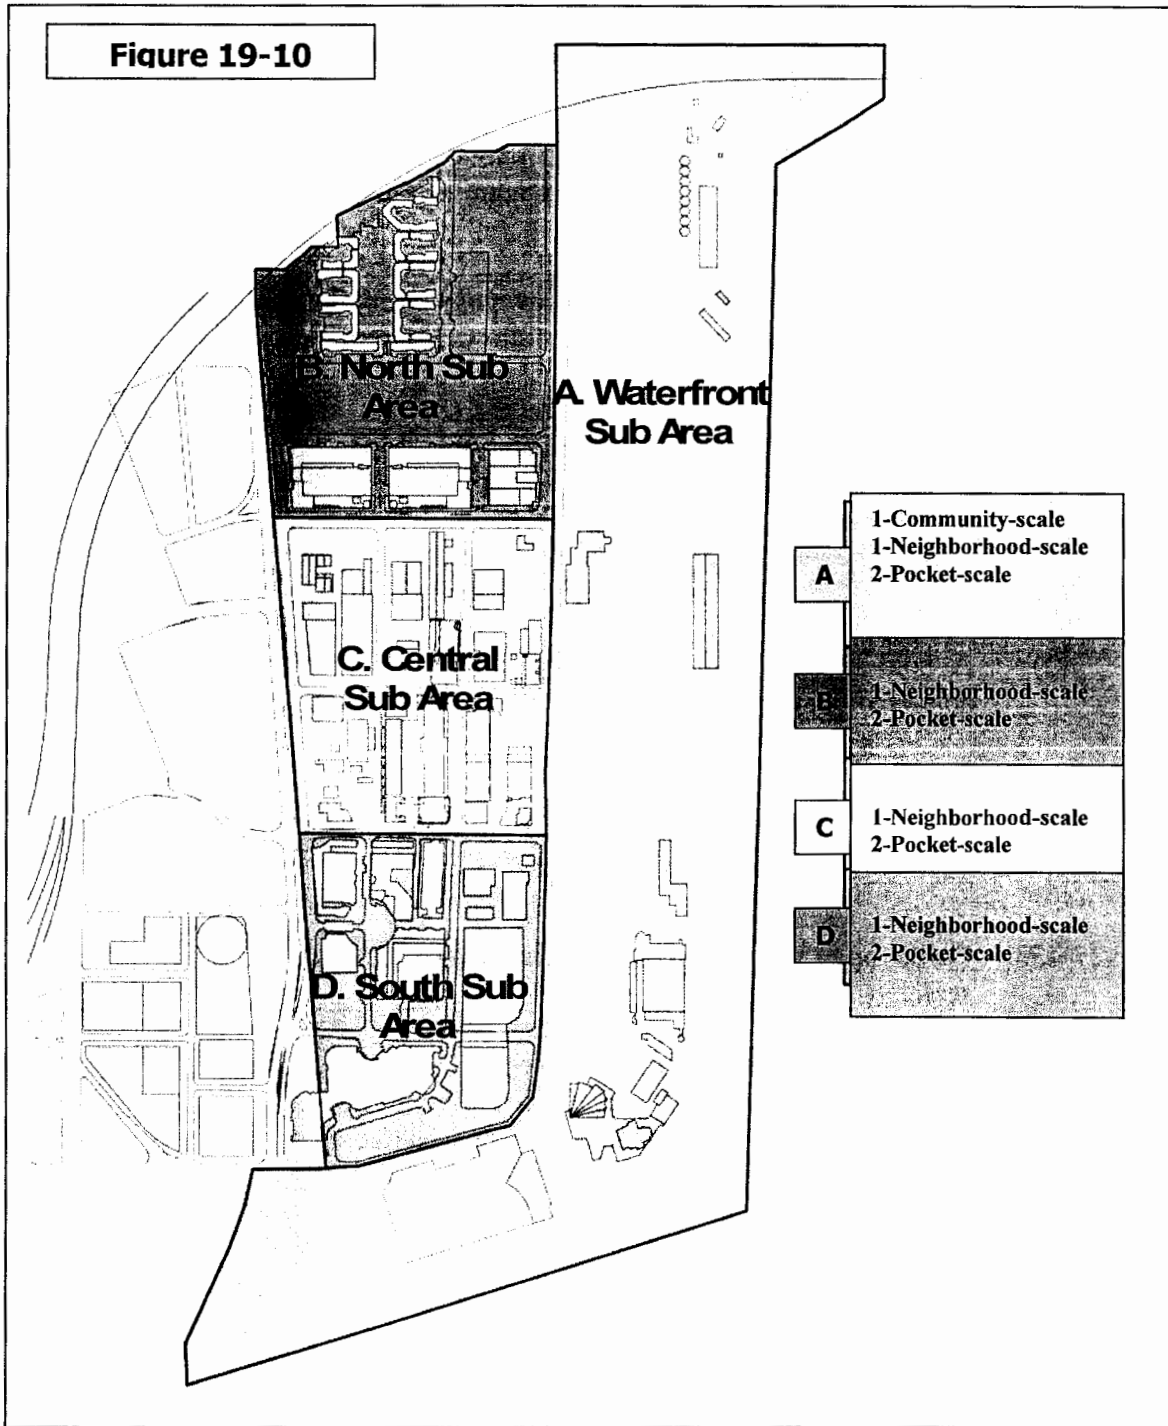 Figure 19-10
B. North Sub
Area
A. Waterfront
Sub Area
C. Central
Sub Area
D. South Sub
Area
A
1-Community-scale
1-Neighborhood-scale
2-Pocket-scale
B
1-Neighborhood-scale
2-Pocket-scale
C
1-Neighborhood-scale
2-Pocket-scale
D
1-Neighborhood-scale
2-Pocket-scale